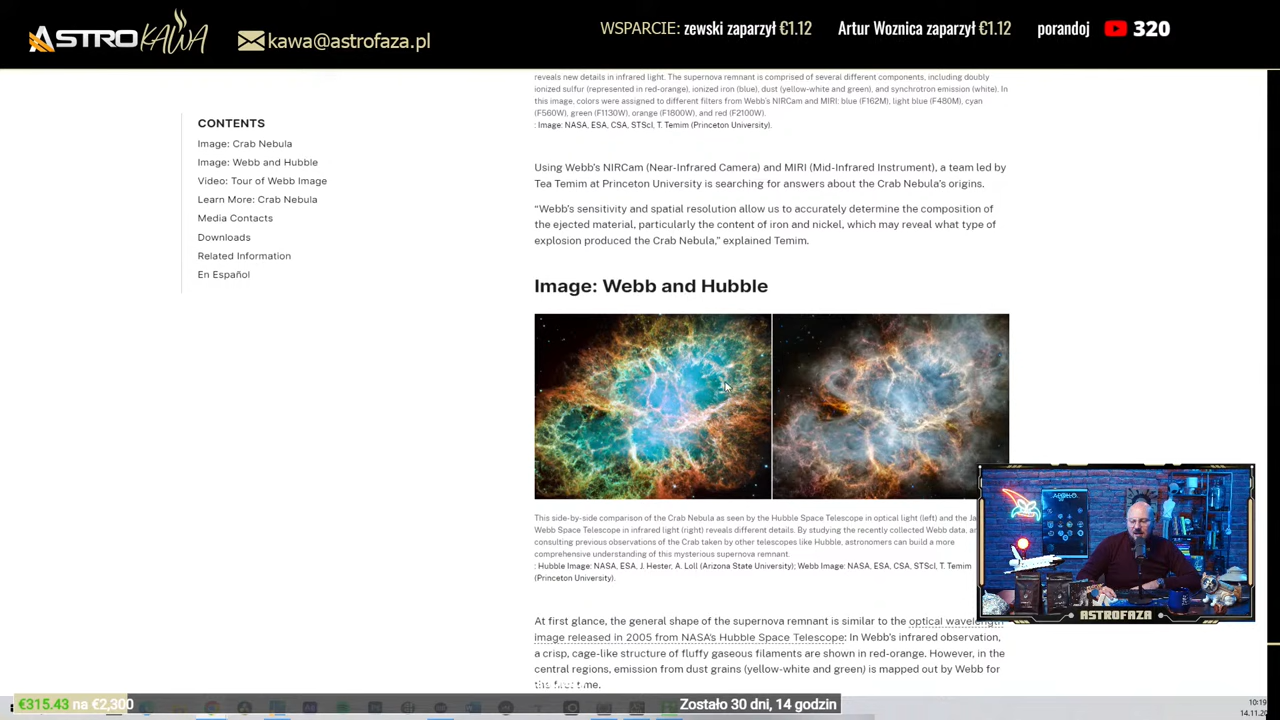 ASTROKAWA
kawa@astrofaza.pl
WSPARCIE: zewski zaparzył €1.12 Artur Woznica zaparzył €1.12 porandoj 320
reveals new details in infrared light. The supernova remnant is comprised of several different components, including doubly
ionized sulfur (represented in red-orange), ionized iron (blue), dust (yellow-white and green), and synchrotron emission (white). In
this image, colors were assigned to different filters from Webb's NIRCam and MIRI: blue (F162M), light blue (F480M), cyan
(F560W), green (F1130W), orange (F1800W), and red (F2100W).
: Image: NASA, ESA, CSA, STScI, T. Temim (Princeton University).
CONTENTS
Image: Crab Nebula
Image: Webb and Hubble
Video: Tour of Webb Image
Learn More: Crab Nebula
Media Contacts
Downloads
Related Information
En Español
Using Webb's NIRCam (Near-Infrared Camera) and MIRI (Mid-Infrared Instrument), a team led by
Tea Temim at Princeton University is searching for answers about the Crab Nebula's origins.
“Webb's sensitivity and spatial resolution allow us to accurately determine the composition of
the ejected material, particularly the content of iron and nickel, which may reveal what type of
explosion produced the Crab Nebula,” explained Temim.
Image: Webb and Hubble
This side-by-side comparison of the Crab Nebula as seen by the Hubble Space Telescope in optical light (left) and the Ja
Webb Space Telescope in infrared light (right) reveals different details. By studying the recently collected Webb data, an
consulting previous observations of the Crab taken by other telescopes like Hubble, astronomers can build a more
comprehensive understanding of this mysterious supernova remnant.
: Hubble Image: NASA, ESA, J. Hester, A. Loll (Arizona State University); Webb Image: NASA, ESA, CSA, STScI, T. Temim
(Princeton University).
APOLLO
ASTROFAZA
At first glance, the general shape of the supernova remnant is similar to the optical wavelength
image released in 2005 from NASA's Hubble Space Telescope: In Webb's infrared observation,
a crisp, cage-like structure of fluffy gaseous filaments are shown in red-orange. However, in the
central regions, emission from dust grains (yellow-white and green) is mapped out by Webb for
the first time.
€315.43 na €2,300
Zostało 30 dni, 14 godzin
10:19
14.11.20